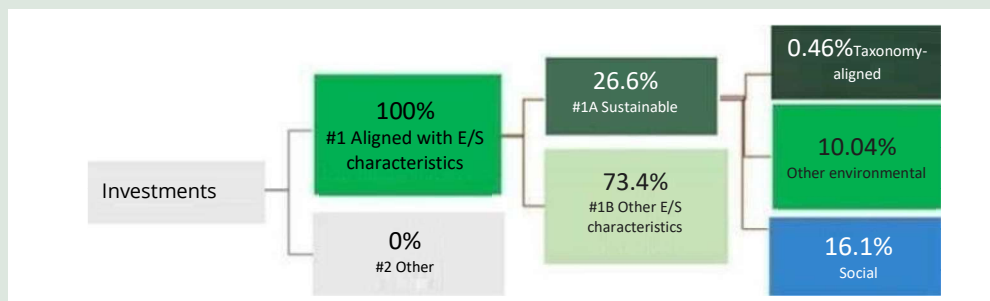 Investments
100%
#1 Aligned with E/S
characteristics
0%
#2 Other
26.6%
#1A Sustainable
73.4%
#1B Other E/S
characteristics
0.46%Taxonomy-
aligned
10.04%
Other environmental
16.1%
Social